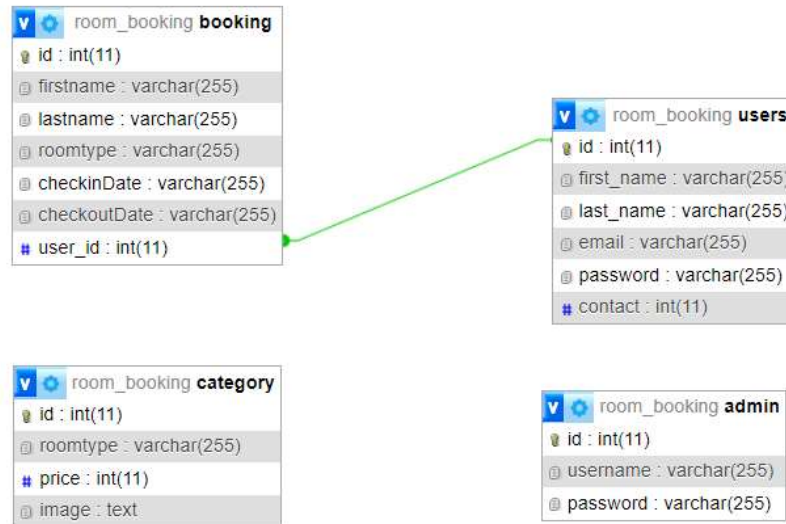 v room_booking booking
id : int(11)
firstname : varchar(255)
lastname : varchar(255)
roomtype : varchar(255)
checkinDate : varchar(255)
checkoutDate : varchar(255)
# user_id : int(11)
v room_booking users
id : int(11)
first_name : varchar(255)
last_name : varchar(255)
email : varchar(255)
password : varchar(255)
# contact : int(11)
v room_booking category
id : int(11)
roomtype : varchar(255)
# price : int(11)
image : text
v room_booking admin
id : int(11)
username : varchar(255)
password : varchar(255)